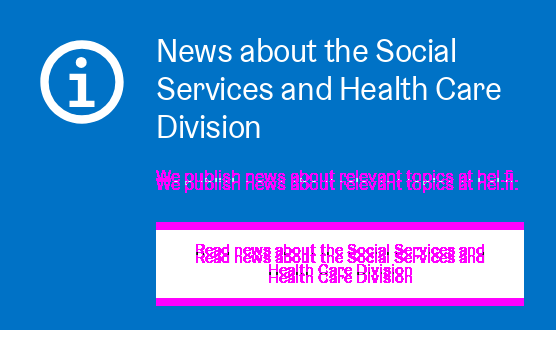 News about the Social
Services and Health Care
Division
We publish news about relevant topics at hel.fi.
Read news about the Social Services and
Health Care Division